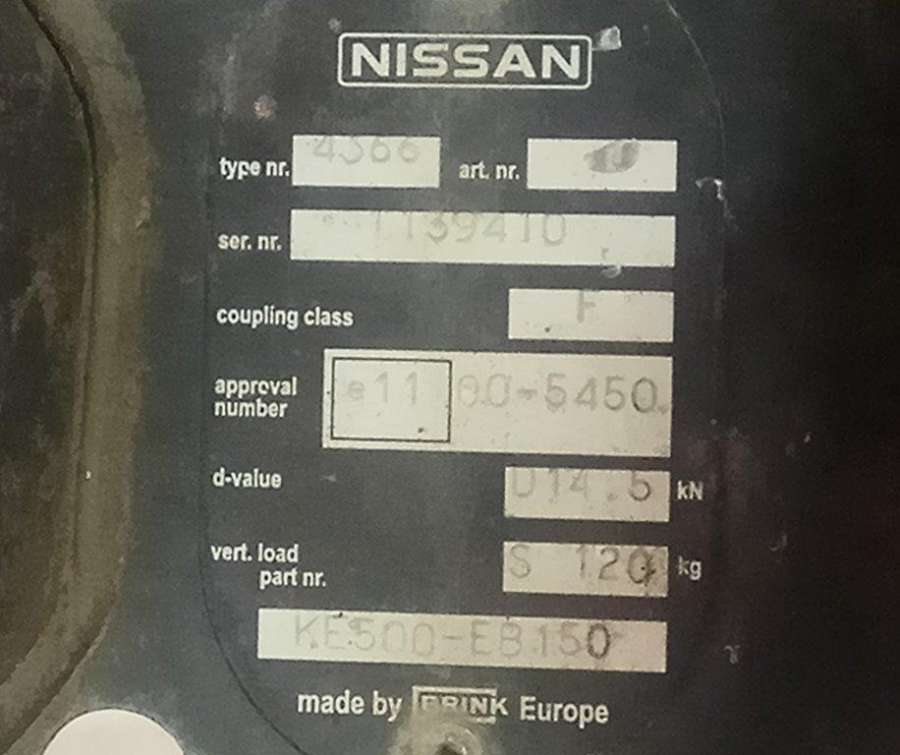 NISSAN
type nr. 4366 art. nr.
ser. nr. 1139410
coupling class F
approval
number e11 00-5450
d-value D14.5 kN
vert. load S 120 kg
part nr.
KE500-EB150
made by BRINK Europe